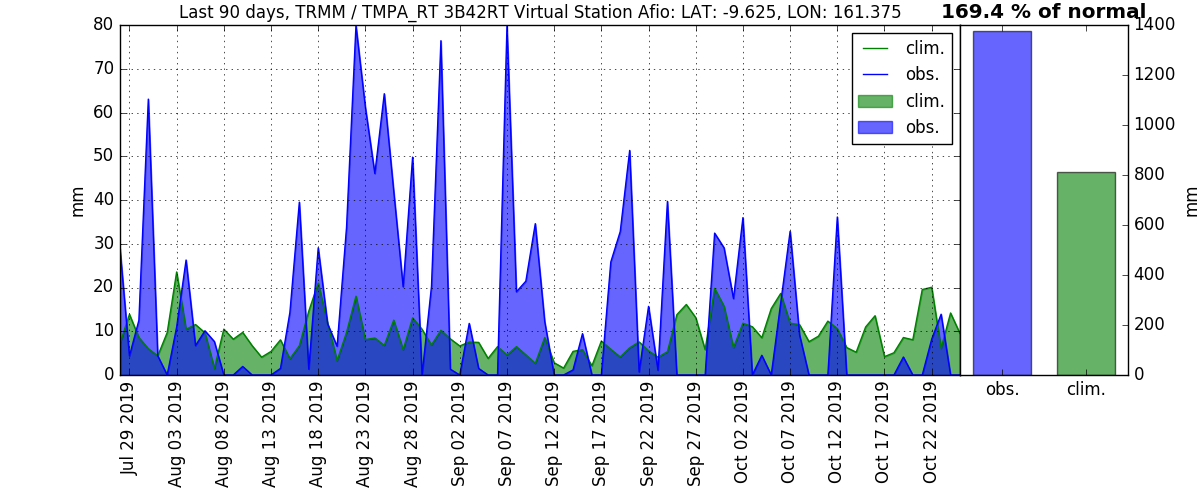 Last 90 days, TRMM / TMPA_RT 3B42RT Virtual Station Afio: LAT: -9.625, LON: 161.375
169.4 % of normal
80
70
60
50
40
30
20
10
0
mm
clim.
obs.
clim.
obs.
Jul 29 2019
Aug 03 2019
Aug 08 2019
Aug 13 2019
Aug 18 2019
Aug 23 2019
Aug 28 2019
Sep 02 2019
Sep 07 2019
Sep 12 2019
Sep 17 2019
Sep 22 2019
Sep 27 2019
Oct 02 2019
Oct 07 2019
Oct 12 2019
Oct 17 2019
Oct 22 2019
1400
1200
1000
800
600
400
200
0
mm
obs.
clim.